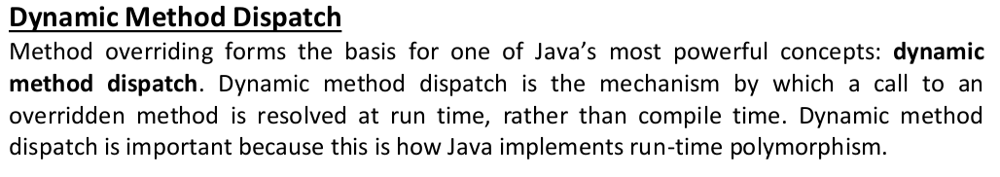 Dynamic Method Dispatch
Method overriding forms the basis for one of Java’s most powerful concepts: dynamic
method dispatch. Dynamic method dispatch is the mechanism by which a call to an
overridden method is resolved at run time, rather than compile time. Dynamic method
dispatch is important because this is how Java implements run-time polymorphism.